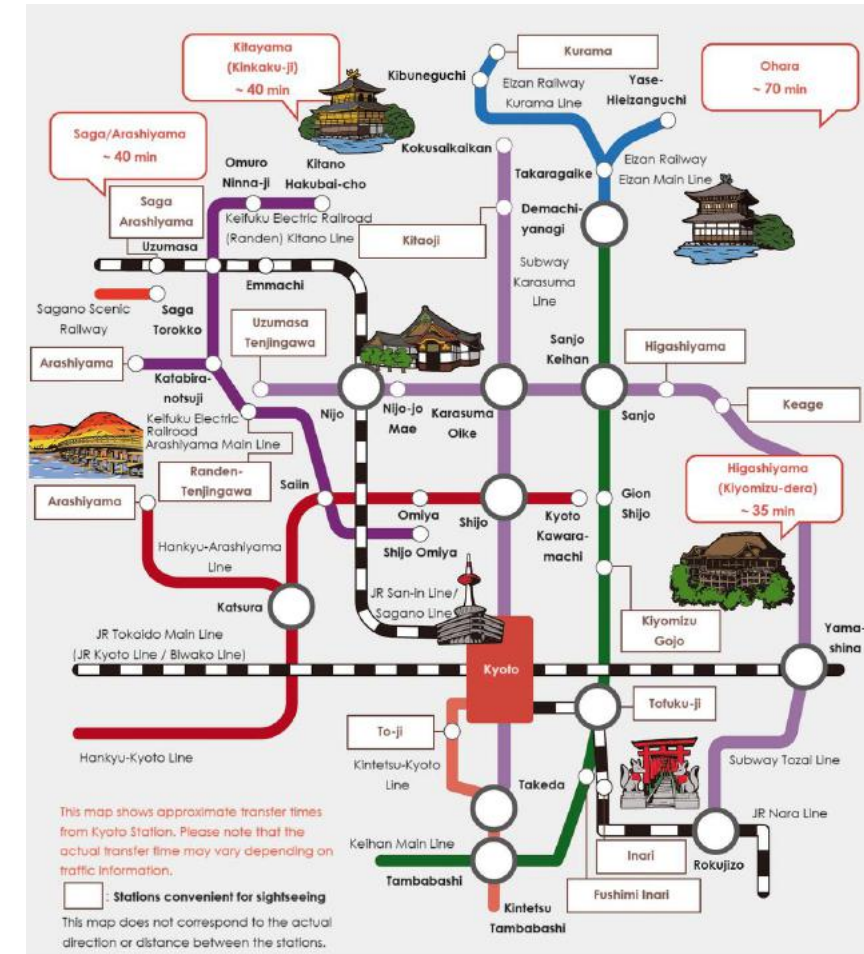 Kitayama
(Kinkaku-ji)
~ 40 min
Kurama
Ohara
~ 70 min
Kibuneguchi
Eizan Railway
Kurama Line
Yase-
Hieizanguchi
Saga/Arashiyama
~ 40 min
Omuro
Ninna-ji
Kitano
Hakubai-cho
Kokusaikaikan
Takaragaike
Eizan Railway
Eizan Main Line
Saga
Arashiyama
Keifuku Electric Railroad
(Randen) Kitano Line
Kitaoji
Demachi-
yanagi
Uzumasa
Emmachi
Subway
Karasuma
Line
Sagano Scenic
Railway
Saga
Torokko
Uzumasa
Tenjingawa
Sanjo
Keihan
Higashiyama
Arashiyama
Katabira-
notsuji
Nijo
Nijo-jo
Mae
Karasuma
Oike
Sanjo
Keage
Keifuku Electric
Railroad
Arashiyama Main Line
Randen-
Tenjingawa
Higashiyama
(Kiyomizu-dera)
~ 35 min
Arashiyama
Saiin
Omiya
Shijo
Kyoto
Kawara-
machi
Gion
Shijo
Hankyu-Arashiyama
Line
Shijo Omiya
Katsura
JR San-in Line/
Sagano Line
Kiyomizu
Gojo
JR Tokaido Main Line
(JR Kyoto Line / Biwako Line)
Kyoto
Yama-
shina
To-ji
Tofuku-ji
Hankyu-Kyoto Line
Kintetsu-Kyoto
Line
Takeda
Subway Tozai Line
This map shows approximate transfer times
from Kyoto Station. Please note that the
actual transfer time may vary depending on
traffic information.
JR Nara Line
Keihan Main Line
Tambabashi
Inari
Rokujizo
: Stations convenient for sightseeing
Fushimi Inari
Kintetsu
Tambabashi
This map does not correspond to the actual
direction or distance between the stations.